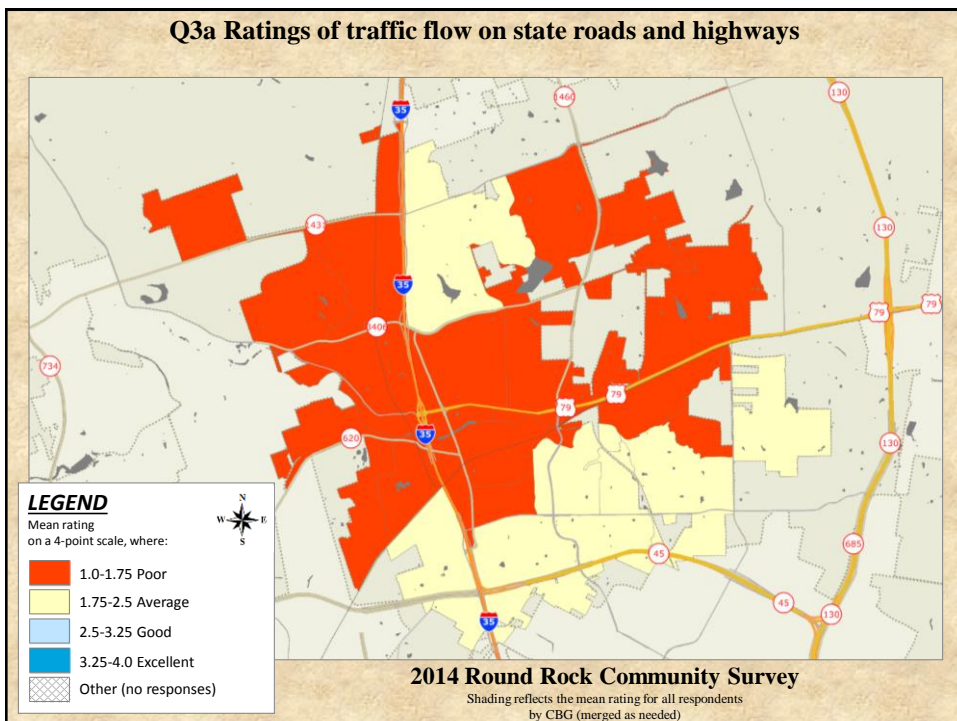 Q3a Ratings of traffic flow on state roads and highways
35
1460
130
1431
130
35
79
79
3406
734
79
79
35
620
130
LEGEND
Mean rating
on a 4-point scale, where:
N
W E
S
1.0-1.75 Poor
1.75-2.5 Average
2.5-3.25 Good
3.25-4.0 Excellent
Other (no responses)
685
45
45
130
35
2014 Round Rock Community Survey
Shading reflects the mean rating for all respondents
by CBG (merged as needed)